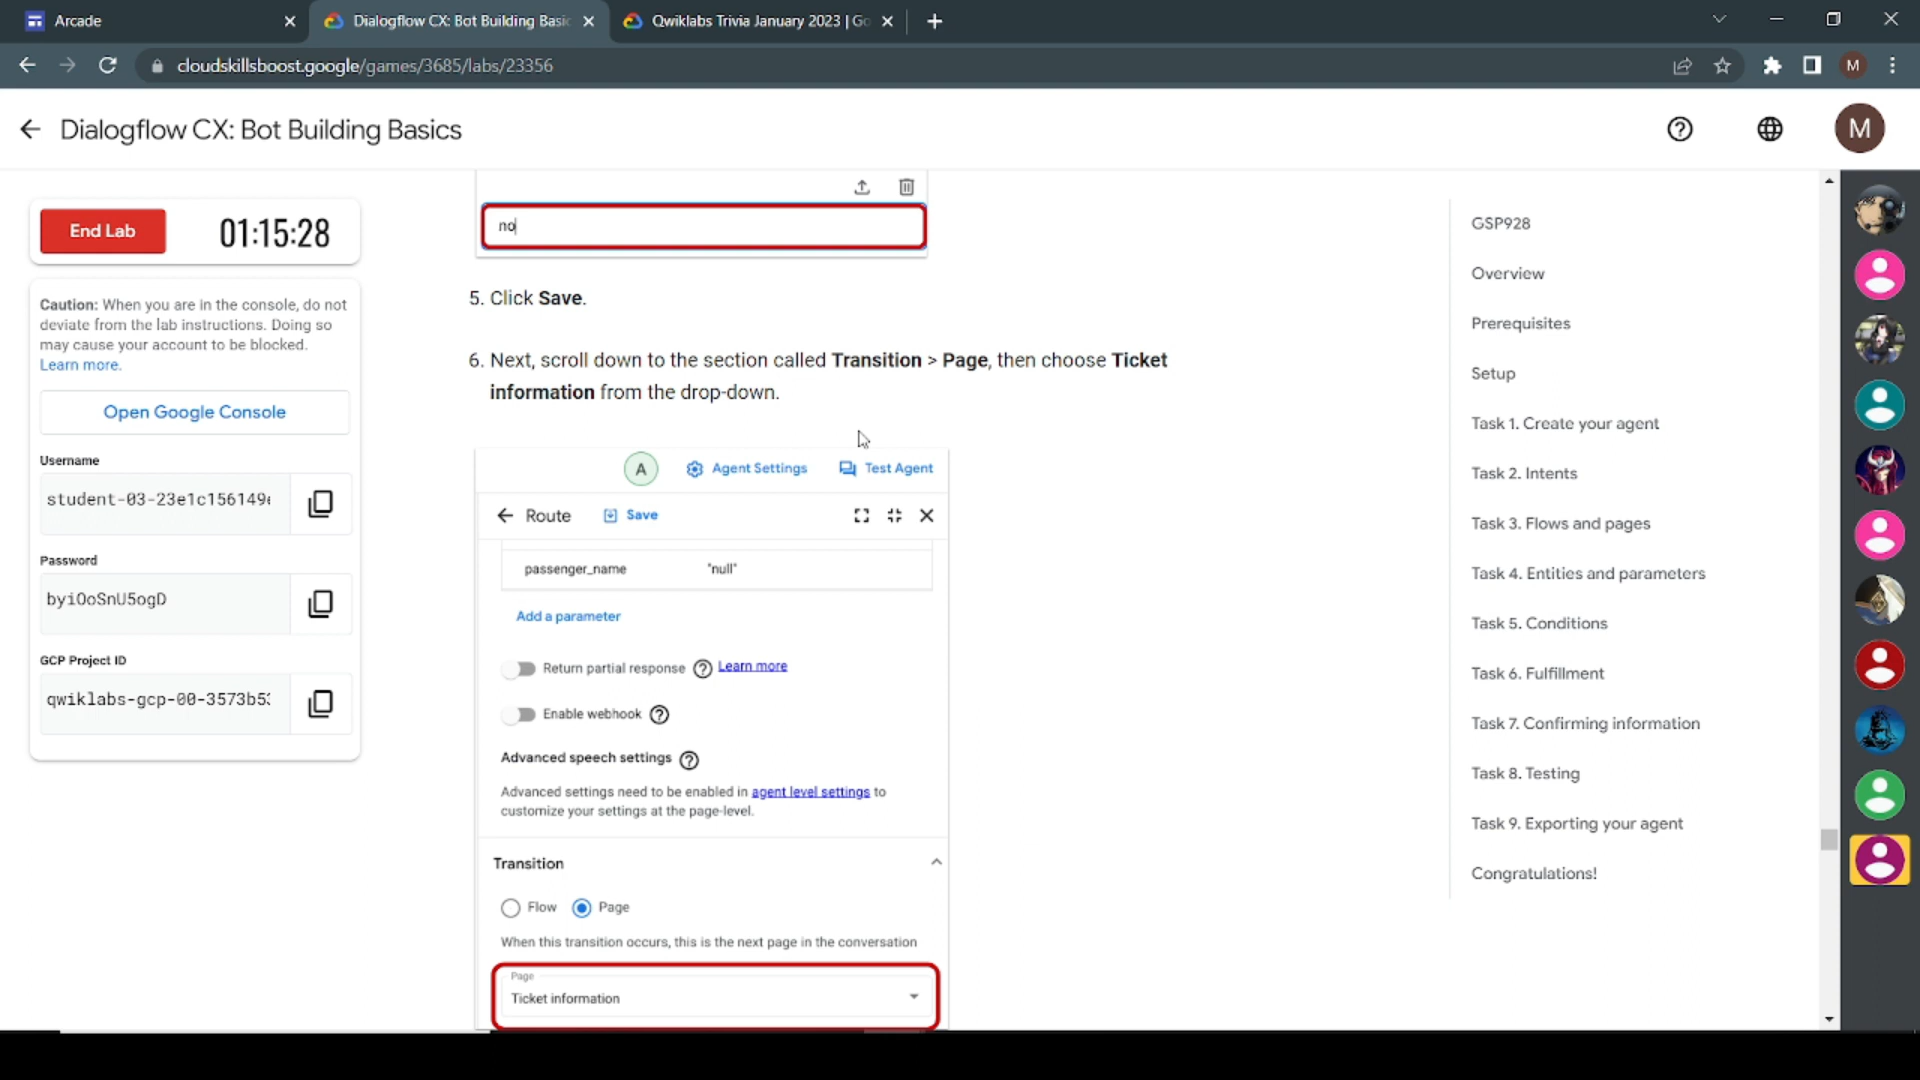 Arcade
Dialogflow CX: Bot Building Basic
Qwiklabs Trivia January 2023 | Go
cloudskillsboost.google/games/3685/labs/23356
M
Dialogflow CX: Bot Building Basics
M
End Lab
01:15:28
Caution: When you are in the console, do not
deviate from the lab instructions. Doing so
may cause your account to be blocked.
Learn more.
Open Google Console
Username
student-03-23e1c156149
Password
byiOoSnU5ogD
GCP Project ID
qwiklabs-gcp-00-3573b5
no
5. Click Save.
6. Next, scroll down to the section called Transition > Page, then choose Ticket
information from the drop-down.
A
Agent Settings
Test Agent
Route
Save
passenger_name
"null"
Add a parameter
Return partial response
Learn more
Enable webhook
Advanced speech settings
Advanced settings need to be enabled in agent level settings to
customize your settings at the page-level.
Transition
Flow
Page
When this transition occurs, this is the next page in the conversation
Page
Ticket information
GSP928
Overview
Prerequisites
Setup
Task 1. Create your agent
Task 2. Intents
Task 3. Flows and pages
Task 4. Entities and parameters
Task 5. Conditions
Task 6. Fulfillment
Task 7. Confirming information
Task 8. Testing
Task 9. Exporting your agent
Congratulations!